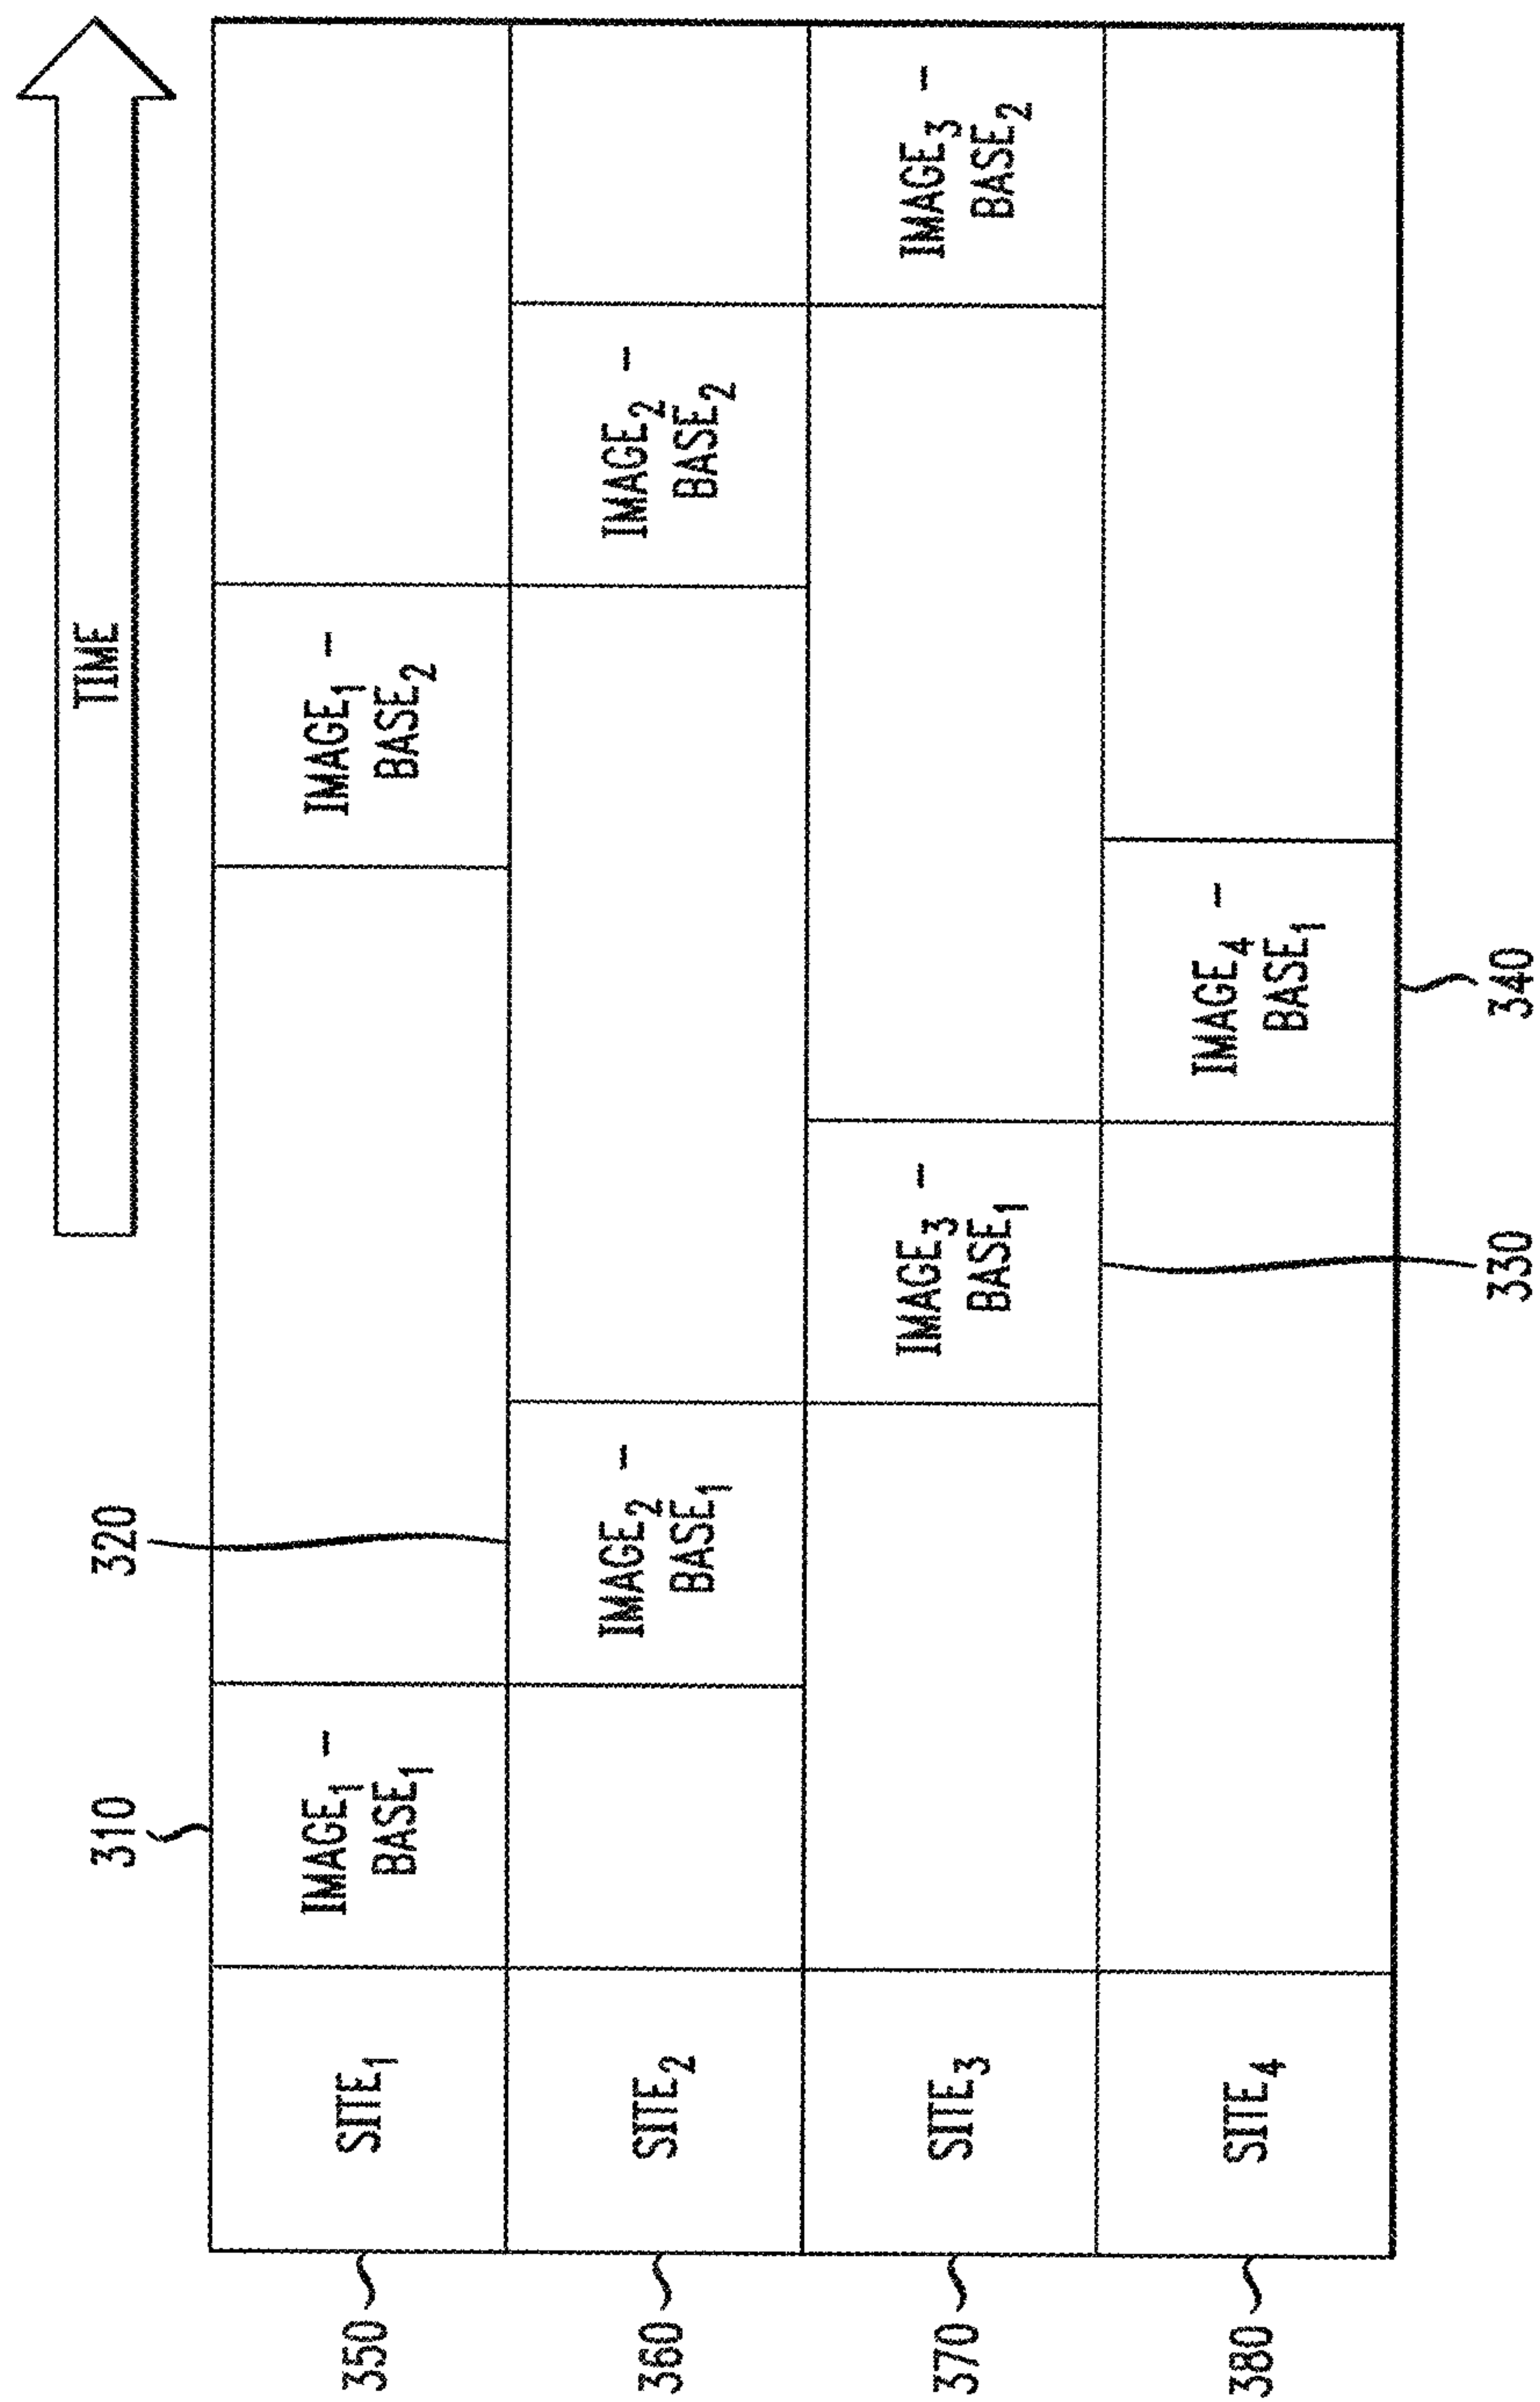 TIME
310
320
350
SITE₁
IMAGE₁ –
BASE₁
IMAGE₁ –
BASE₂
360
SITE₂
IMAGE₂ –
BASE₁
IMAGE₂ –
BASE₂
370
SITE₃
IMAGE₃ –
BASE₁
IMAGE₃ –
BASE₂
380
SITE₄
IMAGE₄ –
BASE₁
330
340